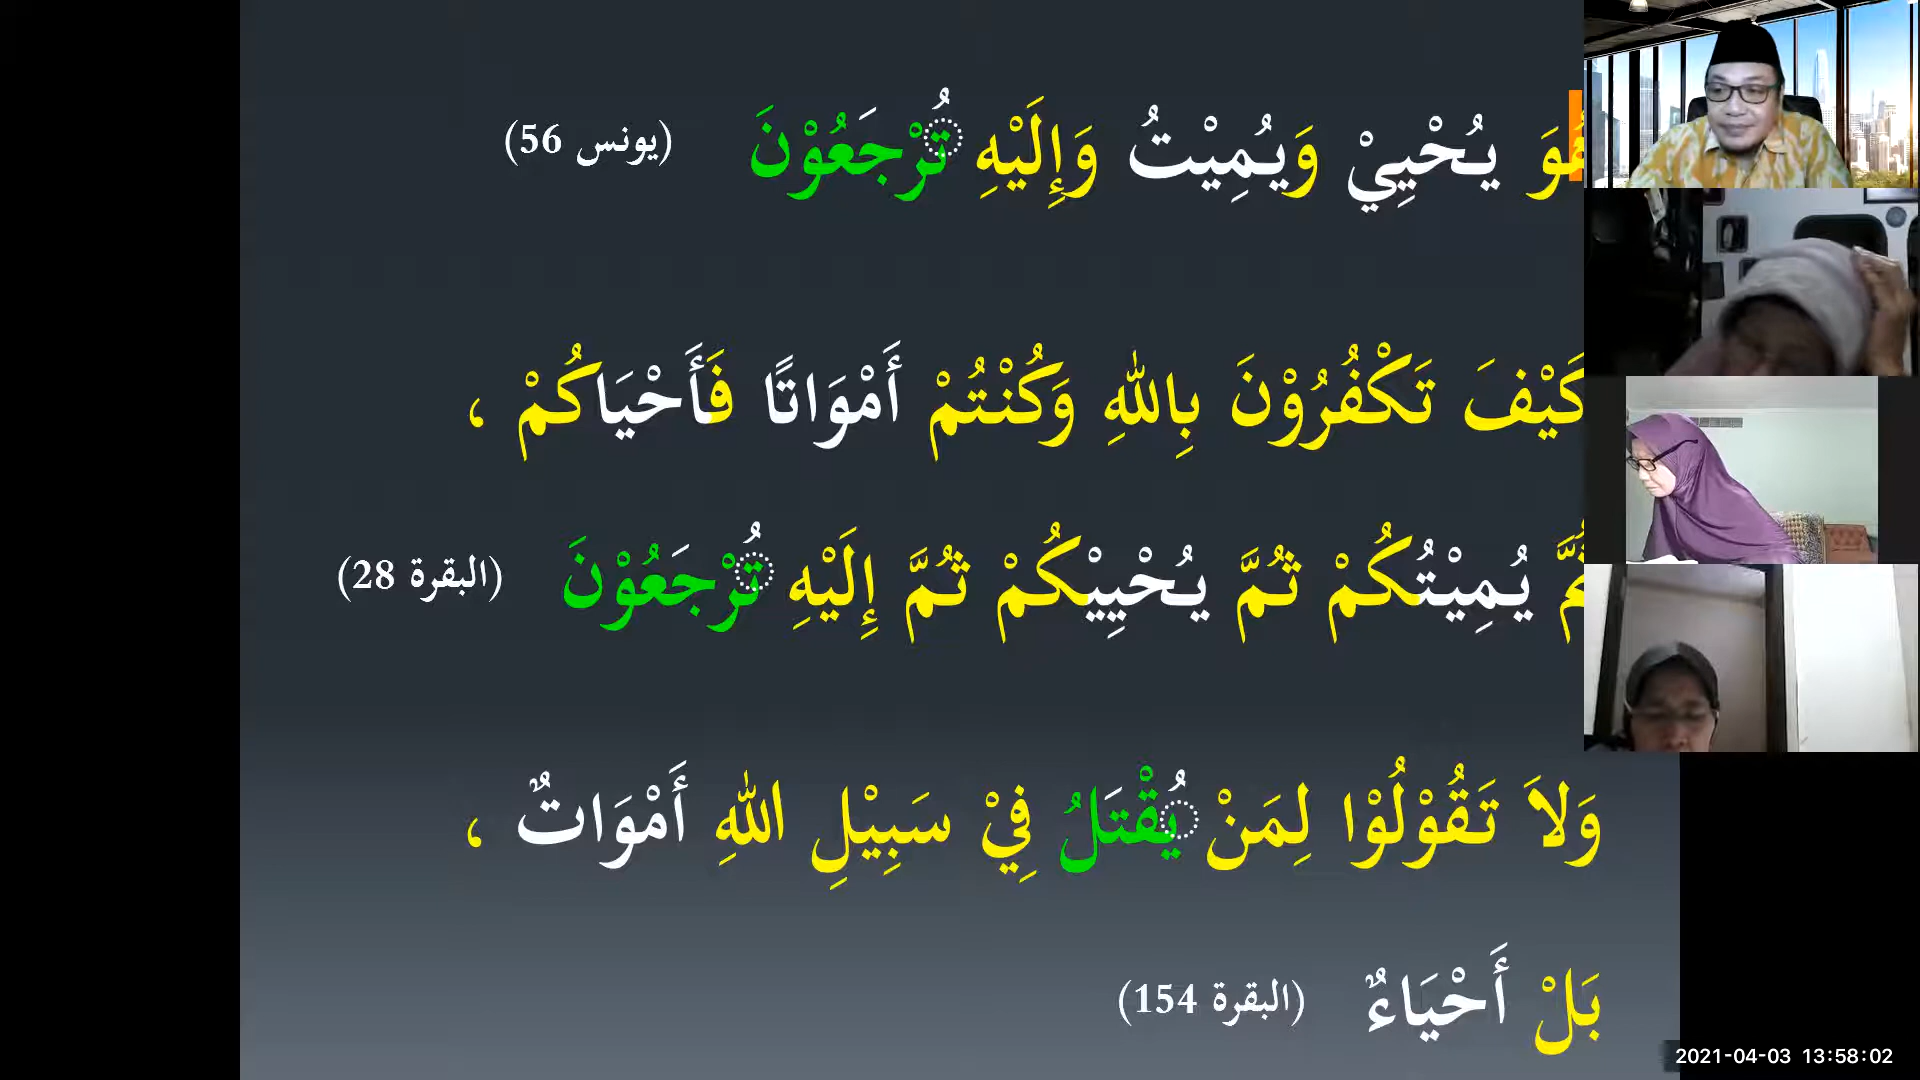 هُوَ يُحْيِيْ وَيُمِيْتُ وَإِلَيْهِ تُرْجَعُوْنَ (يونس 56)
كَيْفَ تَكْفُرُوْنَ بِاللهِ وَكُنْتُمْ أَمْوَاتًا فَأَحْيَاكُمْ ،
ثُمَّ يُمِيْتُكُمْ ثُمَّ يُحْيِيْكُمْ ثُمَّ إِلَيْهِ تُرْجَعُوْنَ (البقرة 28)
وَلاَ تَقُوْلُوْا لِمَنْ يُقْتَلُ فِيْ سَبِيْلِ اللهِ أَمْوَاتٌ ،
بَلْ أَحْيَاءٌ (البقرة 154)
2021-04-03 13:58:02